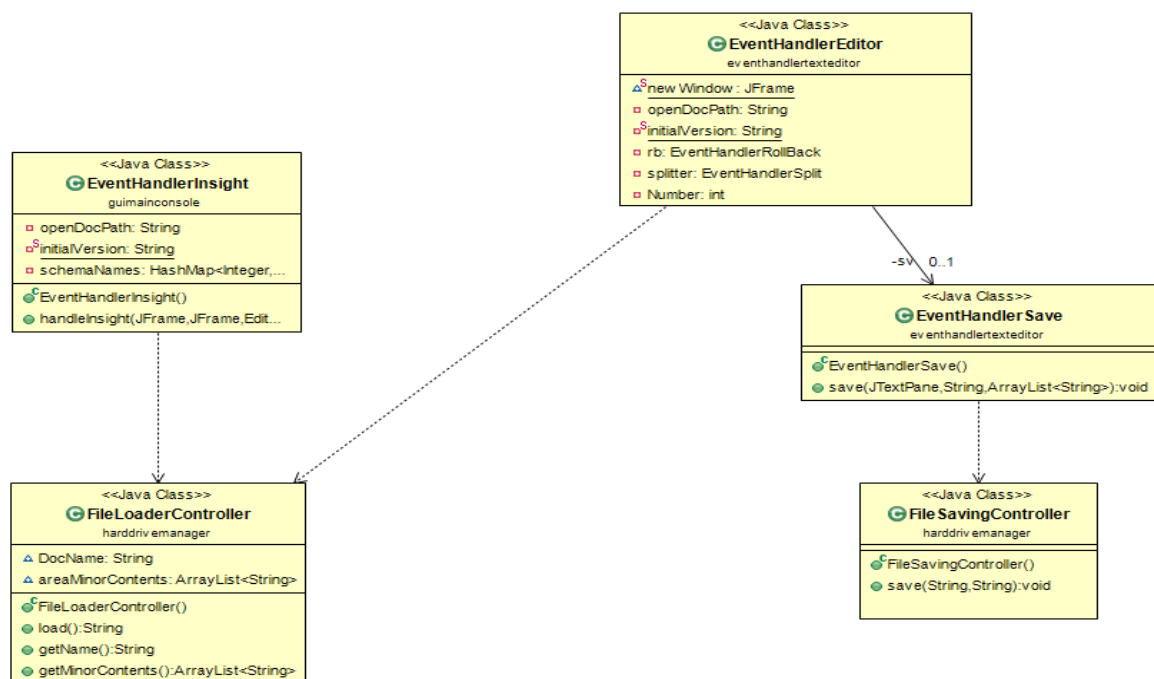 <<Java Class>>
EventHandlerEditor
eventhandlertexteditor
new Window : JFrame
openDocPath: String
initialVersion: String
rb: EventHandlerRollBack
splitter: EventHandlerSplit
Number: int
<<Java Class>>
EventHandlerInsight
guimainconsole
openDocPath: String
initialVersion: String
schemaNames: HashMap<Integer,...
EventHandlerInsight()
handleInsight(JFrame,JFrame,Edit...
-sv 0..1
<<Java Class>>
EventHandlerSave
eventhandlertexteditor
EventHandlerSave()
save(JTextPane,String,ArrayList<String>):void
<<Java Class>>
FileLoaderController
harddrivemanager
DocName: String
areaMinorContents: ArrayList<String>
FileLoaderController()
load():String
getName():String
getMinorContents():ArrayList<String>
<<Java Class>>
FileSavingController
harddrivemanager
FileSavingController()
save(String,String):void